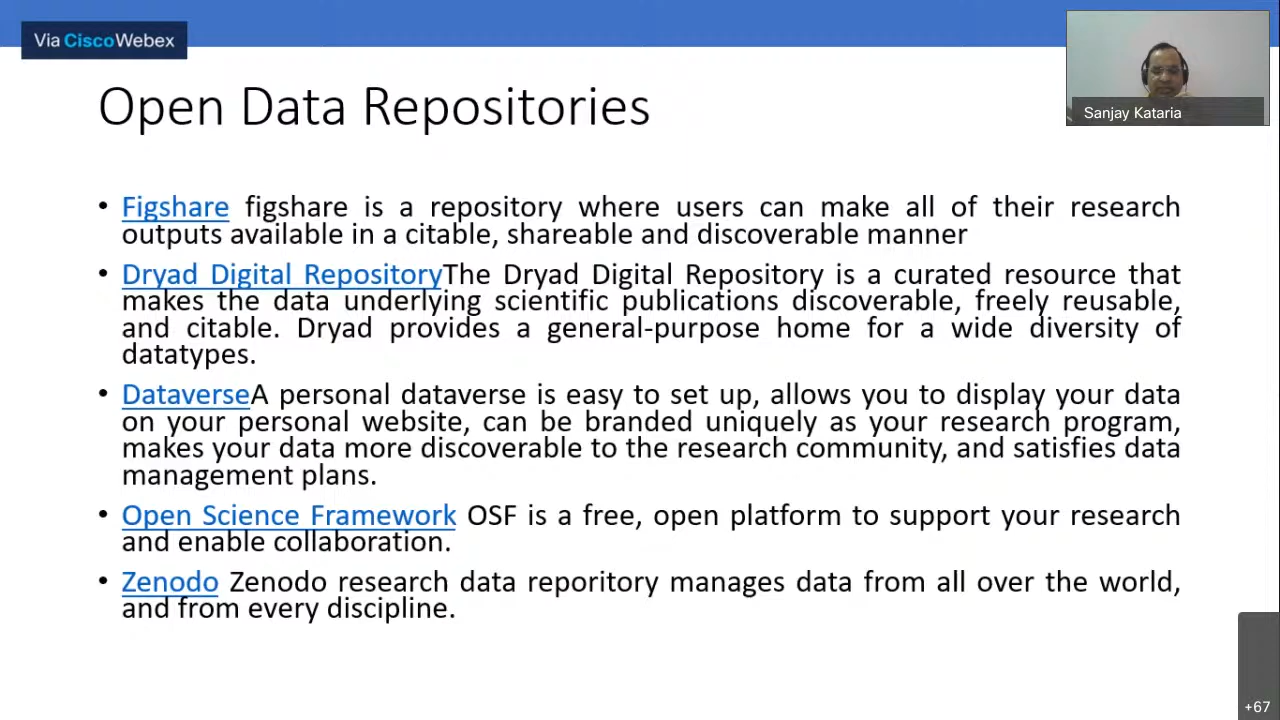 Via CiscoWebex
Sanjay Kataria
Open Data Repositories
• Figshare figshare is a repository where users can make all of their research
outputs available in a citable, shareable and discoverable manner
• Dryad Digital RepositoryThe Dryad Digital Repository is a curated resource that
makes the data underlying scientific publications discoverable, freely reusable,
and citable. Dryad provides a general-purpose home for a wide diversity of
datatypes.
• DataverseA personal dataverse is easy to set up, allows you to display your data
on your personal website, can be branded uniquely as your research program,
makes your data more discoverable to the research community, and satisfies data
management plans.
• Open Science Framework OSF is a free, open platform to support your research
and enable collaboration.
• Zenodo Zenodo research data reporitory manages data from all over the world,
and from every discipline.
+67